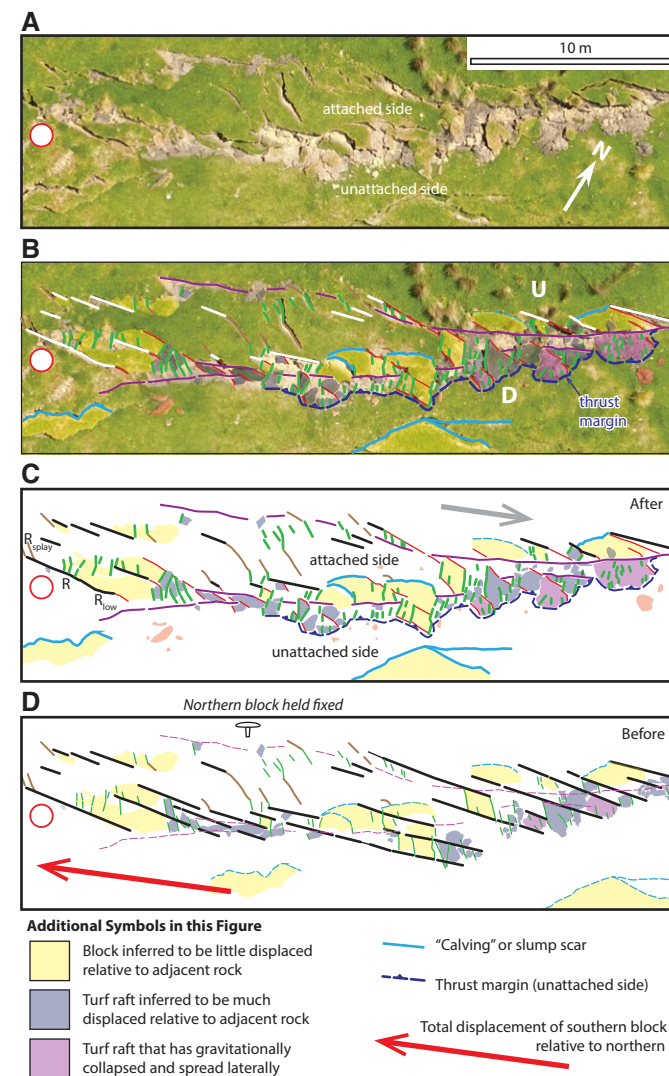 A
10 m
attached side
unattached side
N
B
U
D
thrust
margin
C
After
R splay
attached side
R
R low
unattached side
D
Northern block held fixed
Before
Additional Symbols in this Figure
Block inferred to be little displaced
relative to adjacent rock
Turf raft inferred to be much
displaced relative to adjacent rock
Turf raft that has gravitationally
collapsed and spread laterally
"Calving" or slump scar
Thrust margin (unattached side)
Total displacement of southern block
relative to northern